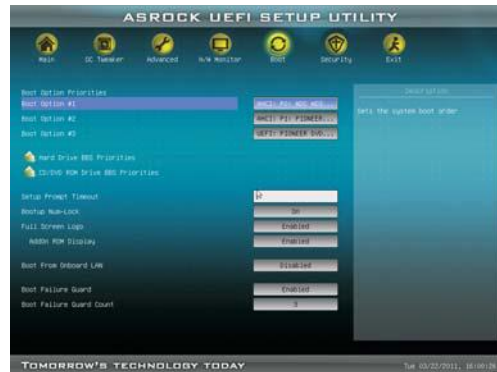 ASROCK UEFI SETUP UTILITY
Main OC Tweaker Advanced H/W Monitor Boot Security Exit
Boot Option Priorities
Description
Boot Option #1
Sets the system boot order
Boot Option #2 AHCI: P1: PIONEER...
Boot Option #3 UEFI: PIONEER DVD...
Hard Drive BBS Priorities
CD/DVD ROM Drive BBS Priorities
Setup Prompt Timeout
Bootup Num-Lock On
Full Screen Logo Enabled
AddOn ROM Display Enabled
Boot From Onboard LAN Disabled
Boot Failure Guard Enabled
Boot Failure Guard Count 3
TOMORROW'S TECHNOLOGY TODAY
Tue 03/22/2011,